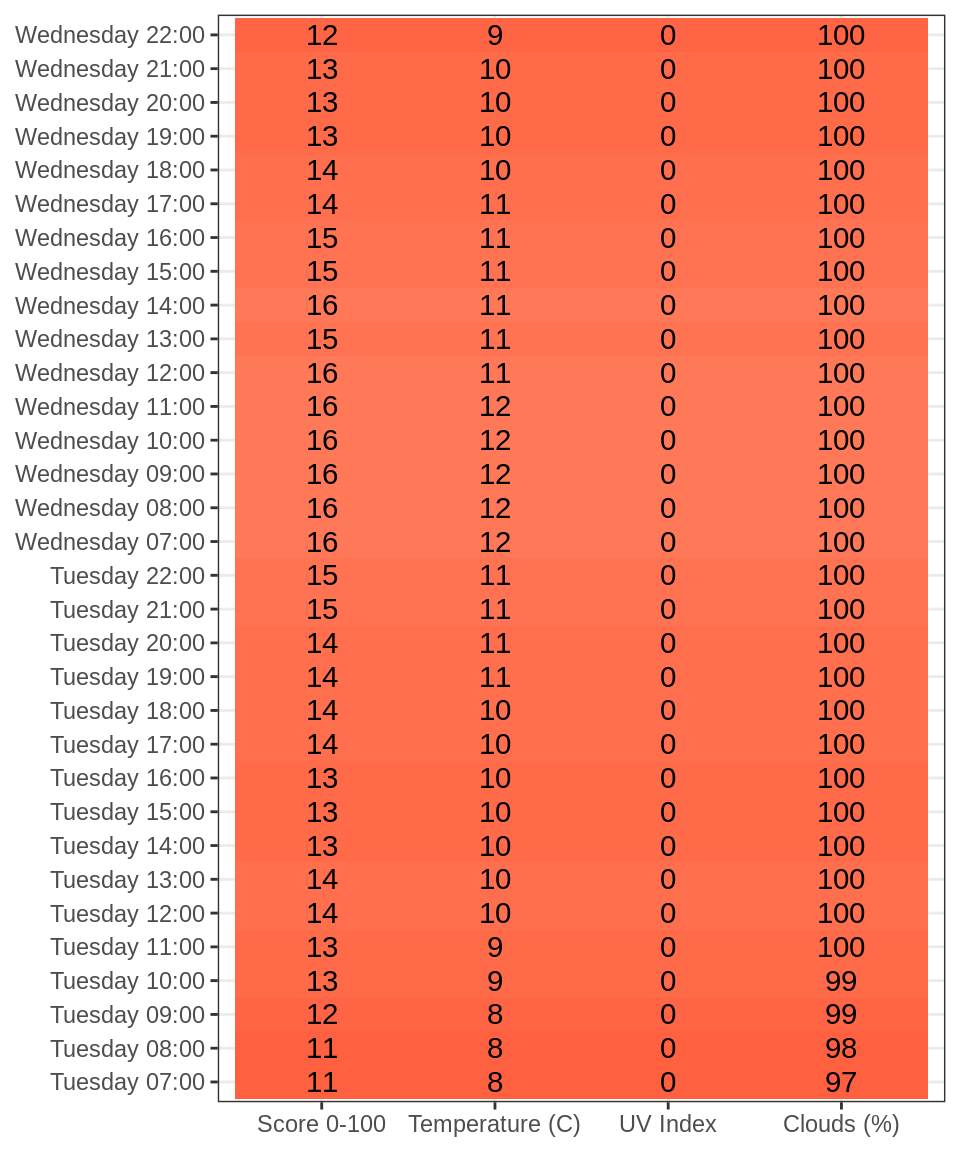 Wednesday 22:00 12 9 0 100
Wednesday 21:00 13 10 0 100
Wednesday 20:00 13 10 0 100
Wednesday 19:00 13 10 0 100
Wednesday 18:00 14 10 0 100
Wednesday 17:00 14 11 0 100
Wednesday 16:00 15 11 0 100
Wednesday 15:00 15 11 0 100
Wednesday 14:00 16 11 0 100
Wednesday 13:00 15 11 0 100
Wednesday 12:00 16 11 0 100
Wednesday 11:00 16 12 0 100
Wednesday 10:00 16 12 0 100
Wednesday 09:00 16 12 0 100
Wednesday 08:00 16 12 0 100
Wednesday 07:00 16 12 0 100
Tuesday 22:00 15 11 0 100
Tuesday 21:00 15 11 0 100
Tuesday 20:00 14 11 0 100
Tuesday 19:00 14 11 0 100
Tuesday 18:00 14 10 0 100
Tuesday 17:00 14 10 0 100
Tuesday 16:00 13 10 0 100
Tuesday 15:00 13 10 0 100
Tuesday 14:00 13 10 0 100
Tuesday 13:00 14 10 0 100
Tuesday 12:00 14 10 0 100
Tuesday 11:00 13 9 0 100
Tuesday 10:00 13 9 0 99
Tuesday 09:00 12 8 0 99
Tuesday 08:00 11 8 0 98
Tuesday 07:00 11 8 0 97
Score 0-100 Temperature (C) UV Index Clouds (%)